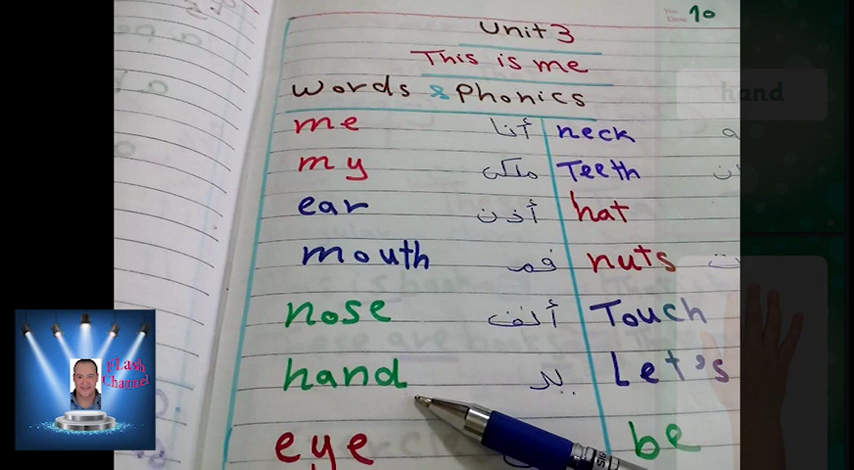 10
Unit 3
This is me
Words & Phonics
me أنا neck
my ملكى Teeth
ear أذن hat
mouth فم nuts
nose أنف Touch
hand يد Let's
eye be
hand
Flash
Channel